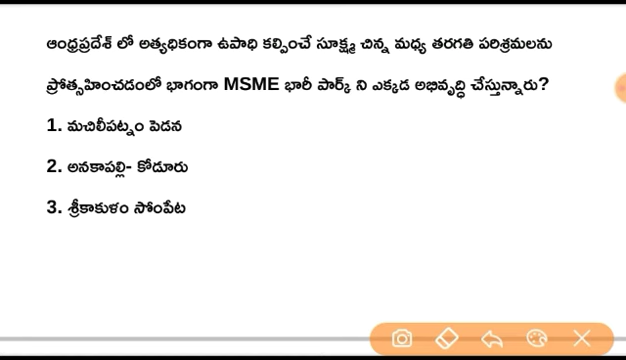 ఆంధ్రప్రదేశ్ లో అత్యధికంగా ఉపాధి కల్పించే సూక్ష్మ చిన్న మధ్య తరగతి పరిశ్రమలను
ప్రోత్సహించడంలో భాగంగా MSME భారీ పార్క్ ని ఎక్కడ అభివృద్ధి చేస్తున్నారు?
1. మచిలీపట్నం పెడన
2. అనకాపల్లి- కోడూరు
3. శ్రీకాకుళం సోంపేట